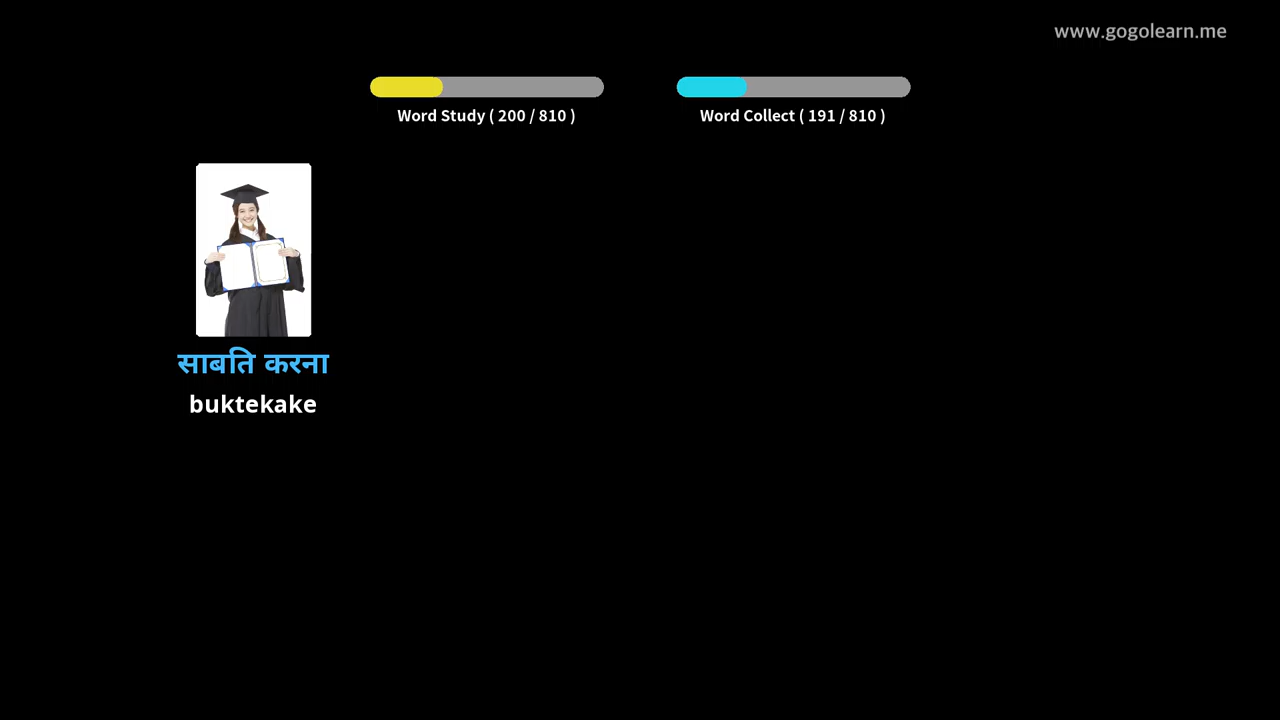 www.gogolearn.me
Word Study ( 200 / 810 )
Word Collect ( 191 / 810 )
साबति करना
buktekake